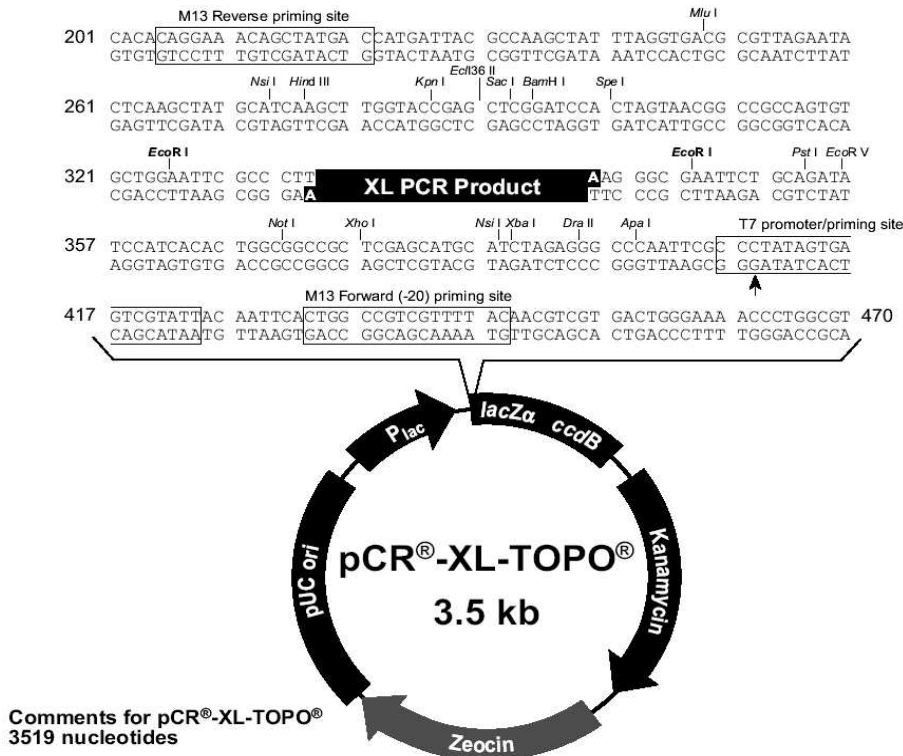 M13 Reverse priming site
Mlu I
201 CACACAGGAA ACAGCTATGA CCATGATTAC GCCAAGCTAT TTAGGTGACG CGTTAGAATA
GTGTGTCCTT TGTCGATACT GGTACTAATG CGGTTCGATA AATCCACTGC GCAATCTTAT
Nsi I Hind III Kpn I Ecl136 II Sac I BamH I Spe I
261 CTCAAGCTAT GCATCAAGCT TGGTACCGAG CTCGGATCCA CTAGTAACGG CCGCCAGTGT
GAGTTCGATA CGTAGTTCGA ACCATGGCTC GAGCCTAGGT GATCATTGCC GGCGGTCACA
EcoR I EcoR I Pst I EcoR V
321 GCTGGAATTC GCCCTT XL PCR Product AAG GGC GAATTCT GCAGATA
CGACCTTAAG CGGGAA TTC CCG CTTAAGA CGTCTAT
Not I Xho I Nsi I Xba I Dra II Apa I T7 promoter/priming site
357 TCCATCACAC TGGCGGCCGC TCGAGCATGC ATCTAGAGGG CCCAATTCGC CCTATAGTGA
AGGTAGTGTG ACCGCCGGCG AGCTCGTACG TAGATCTCCC GGGTTAAGCG GGATATCACT
M13 Forward (-20) priming site
417 GTCGTATTAC AATTCACTGG CCGTCGTTTT ACAACGTCGT GACTGGGAAA ACCCTGGCGT 470
CAGCATAATG TTAAGTGACC GGCAGCAAAA TGTTGCAGCA CTGACCCTTT TGGGACCGCA
Plac
lacZα ccdB
Kanamycin
pUC ori
pCR®-XL-TOPO®
3.5 kb
Zeocin
Comments for pCR®-XL-TOPO®
3519 nucleotides